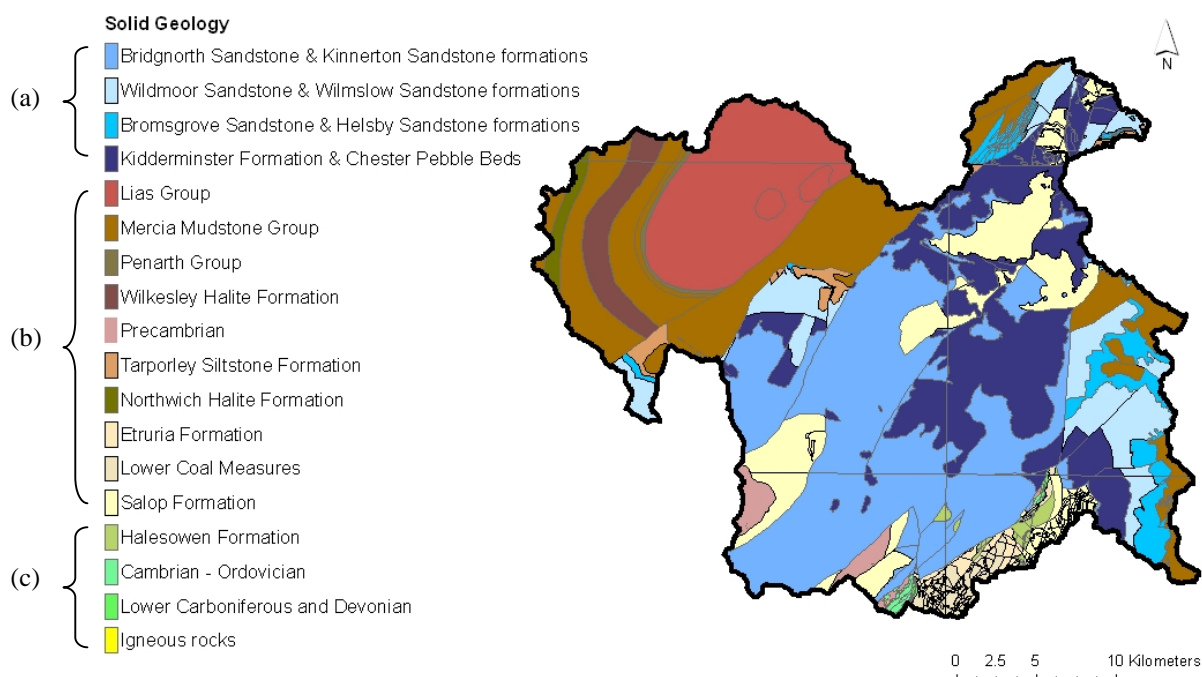 Solid Geology
(a)
Bridgnorth Sandstone & Kinnerton Sandstone formations
Wildmoor Sandstone & Wilmslow Sandstone formations
Bromsgrove Sandstone & Helsby Sandstone formations
Kidderminster Formation & Chester Pebble Beds
(b)
Lias Group
Mercia Mudstone Group
Penarth Group
Wilkesley Halite Formation
Precambrian
Tarporley Siltstone Formation
Northwich Halite Formation
Etruria Formation
Lower Coal Measures
Salop Formation
(c)
Halesowen Formation
Cambrian - Ordovician
Lower Carboniferous and Devonian
Igneous rocks
N
0 2.5 5 10 Kilometers